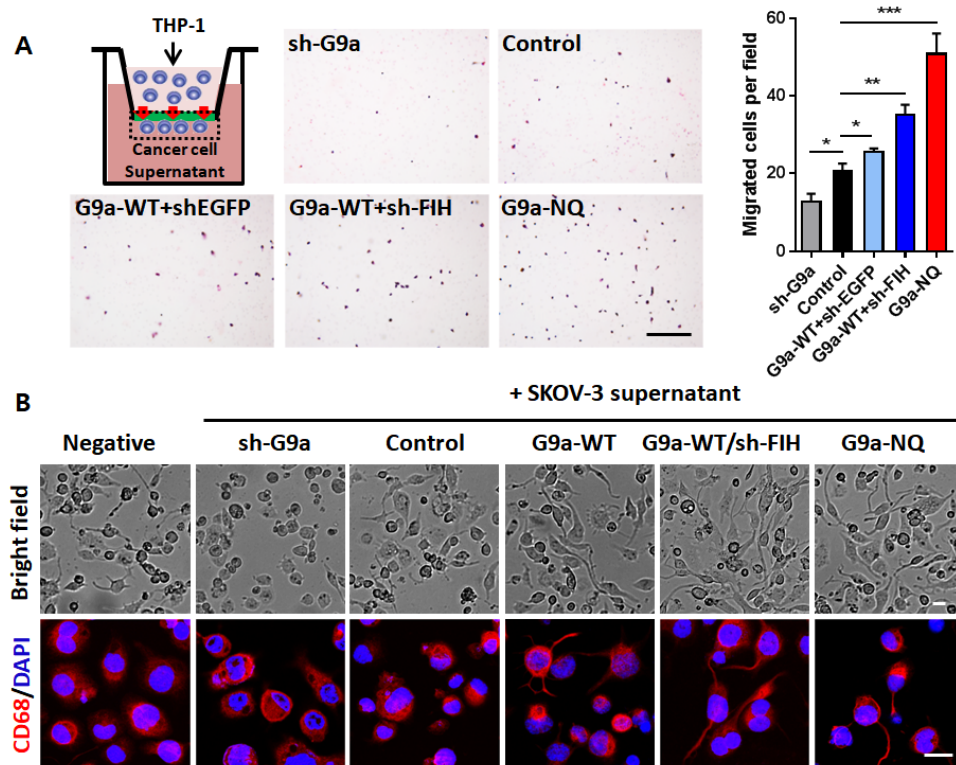 A
THP-1
Cancer cell
Supernatant
sh-G9a
Control
G9a-WT+shEGFP
G9a-WT+sh-FIH
G9a-NQ
Migrated cells per field
60
40
20
0
*
*
**
***
sh-G9a
Control
G9a-WT+sh-EGFP
G9a-WT+sh-FIH
G9a-NQ
B
+ SKOV-3 supernatant
Negative
sh-G9a
Control
G9a-WT
G9a-WT/sh-FIH
G9a-NQ
Bright field
CD68/DAPI